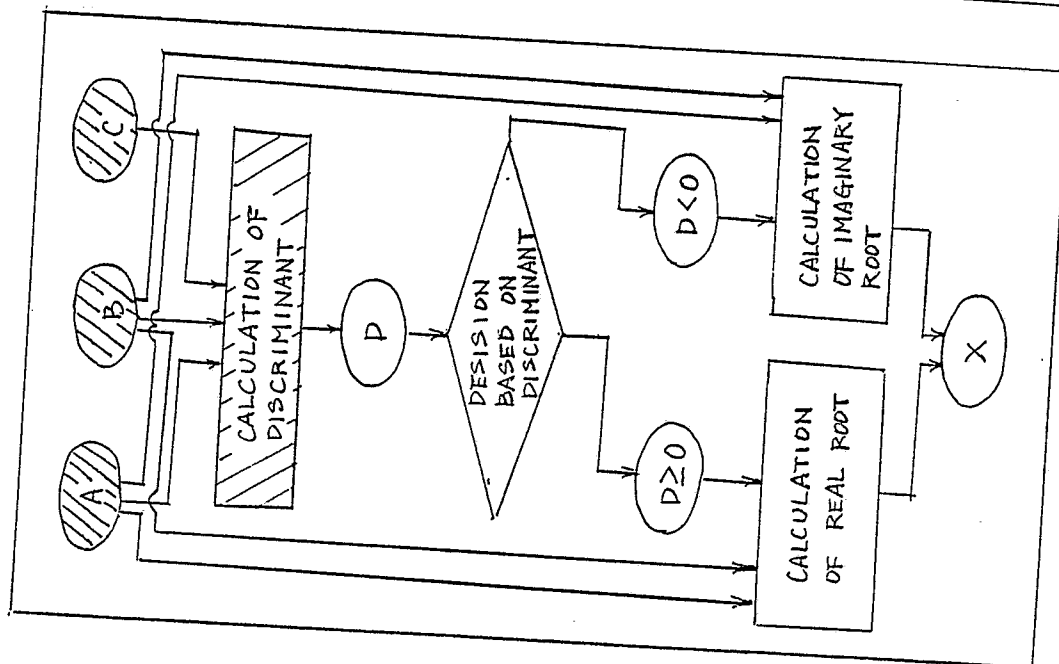 A
B
C
CALCULATION OF
DISCRIMINANT
D
DESISION
BASED ON
DISCRIMINANT
D≥0
D<0
CALCULATION
OF REAL ROOT
CALCULATION
OF IMAGINARY
ROOT
X